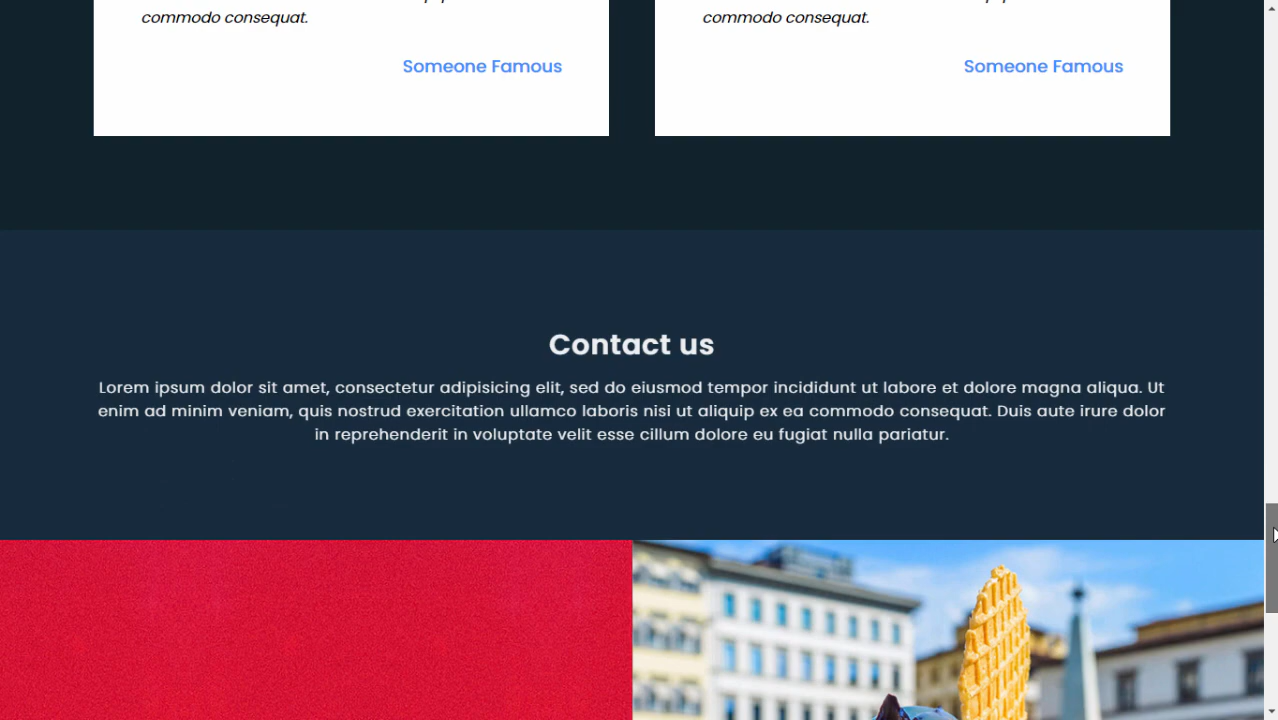 commodo consequat.
commodo consequat.
Someone Famous
Someone Famous
Contact us
Lorem ipsum dolor sit amet, consectetur adipisicing elit, sed do eiusmod tempor incididunt ut labore et dolore magna aliqua. Ut
enim ad minim veniam, quis nostrud exercitation ullamco laboris nisi ut aliquip ex ea commodo consequat. Duis aute irure dolor
in reprehenderit in voluptate velit esse cillum dolore eu fugiat nulla pariatur.